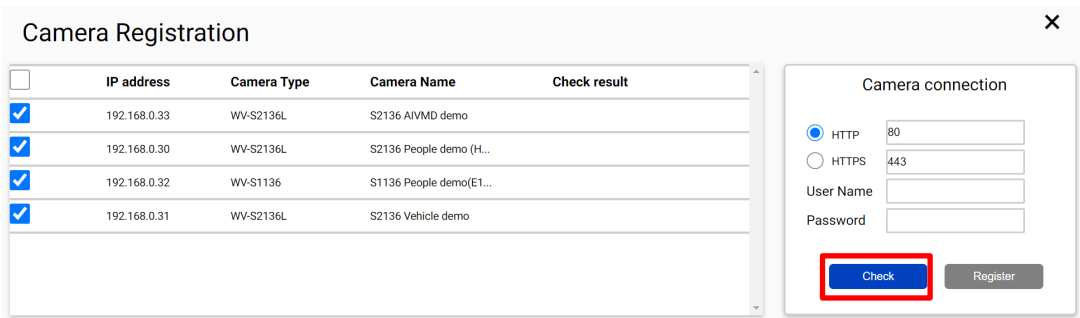 Camera Registration
IP address Camera Type Camera Name Check result
192.168.0.33 WV-S2136L S2136 AIVMD demo
192.168.0.30 WV-S2136L S2136 People demo (H...
192.168.0.32 WV-S1136 S1136 People demo(E1...
192.168.0.31 WV-S2136L S2136 Vehicle demo
Camera connection
HTTP 80
HTTPS 443
User Name
Password
Check Register